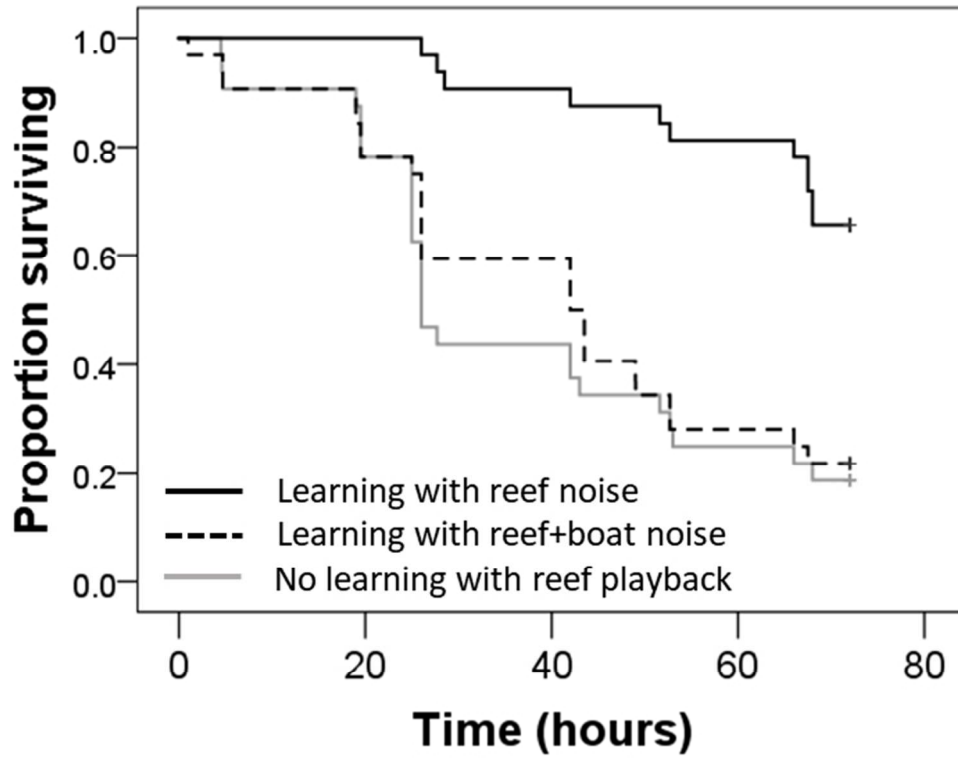 Proportion surviving
1.0
0.8
0.6
0.4
0.2
0.0
Learning with reef noise
Learning with reef+boat noise
No learning with reef playback
0 20 40 60 80
Time (hours)